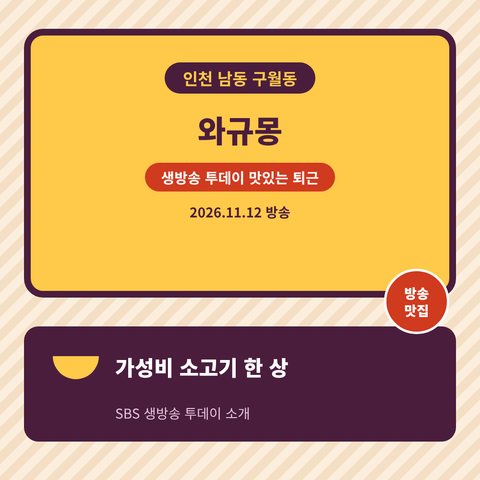 인천 남동 구월동
와규몽
생방송 투데이 맛있는 퇴근
2026.11.12 방송
방송
맛집
가성비 소고기 한 상
SBS 생방송 투데이 소개